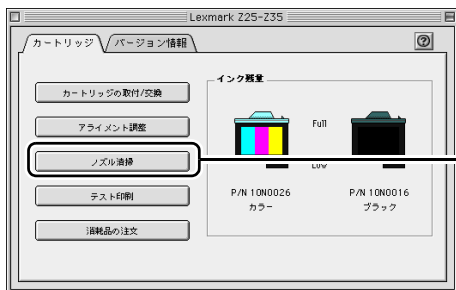 Lexmark Z25-Z35
カートリッジ
バージョン情報
?
カートリッジの取付/交換
アライメント調整
ノズル清掃
テスト印刷
消耗品の注文
インク残量
Full
Low
P/N 10N0026
カラー
P/N 10N0016
ブラック